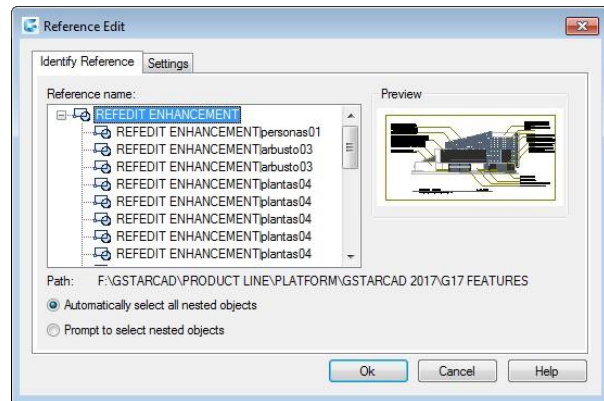 Reference Edit
Identify Reference
Settings
Reference name:
Preview
REFEDIT ENHANCEMENT
REFEDIT ENHANCEMENT|personas01
REFEDIT ENHANCEMENT|arbusto03
REFEDIT ENHANCEMENT|arbusto03
REFEDIT ENHANCEMENT|plantas04
REFEDIT ENHANCEMENT|plantas04
REFEDIT ENHANCEMENT|plantas04
REFEDIT ENHANCEMENT|plantas04
REFEDIT ENHANCEMENT|plantas04
Path: F:\GSTARCAD\PRODUCT LINE\PLATFORM\GSTARCAD 2017\G17 FEATURES
Automatically select all nested objects
Prompt to select nested objects
Ok
Cancel
Help